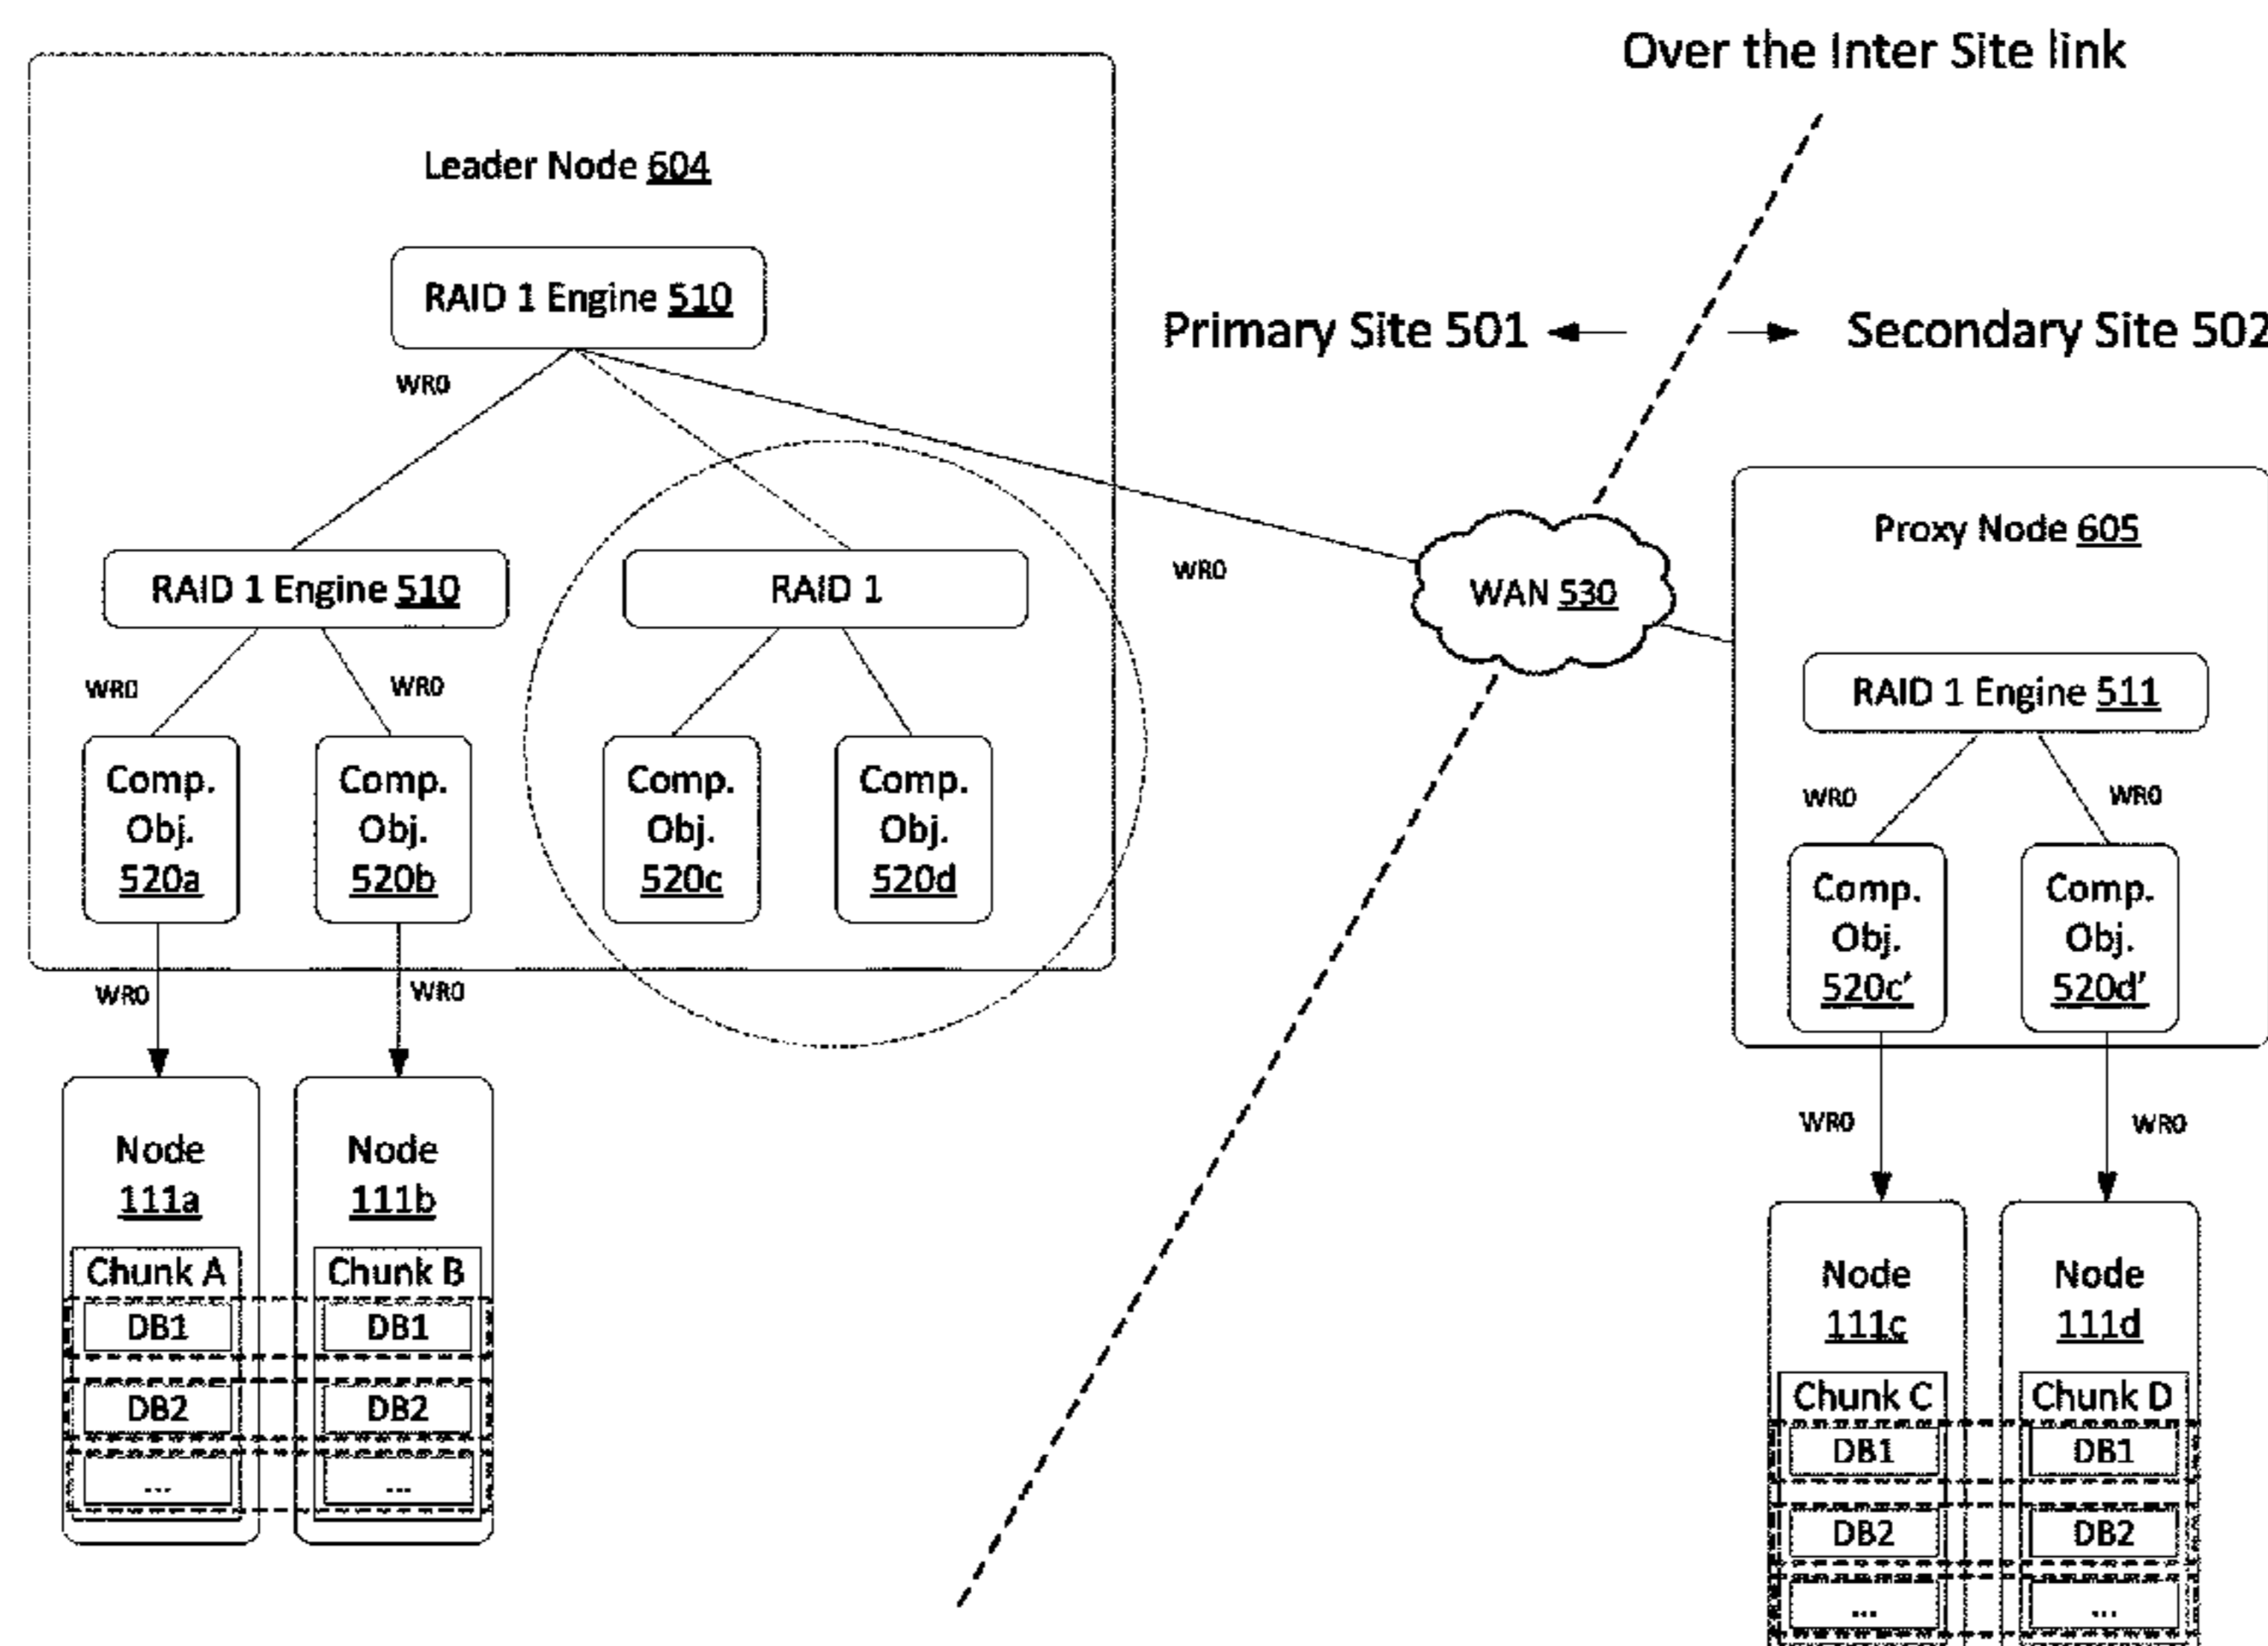 Over the Inter Site link
Leader Node 604
RAID 1 Engine 510
Primary Site 501
Secondary Site 502
WR0
WR0
Proxy Node 605
RAID 1 Engine 510
RAID 1
WAN 530
RAID 1 Engine 511
WR0
WR0
WR0
WR0
Comp.
Obj.
520a
Comp.
Obj.
520b
Comp.
Obj.
520c
Comp.
Obj.
520d
Comp.
Obj.
520c'
Comp.
Obj.
520d'
WR0
WR0
WR0
WR0
Node
111a
Chunk A
DB1
DB2
...
Node
111b
Chunk B
DB1
DB2
...
Node
111c
Chunk C
DB1
DB2
...
Node
111d
Chunk D
DB1
DB2
...